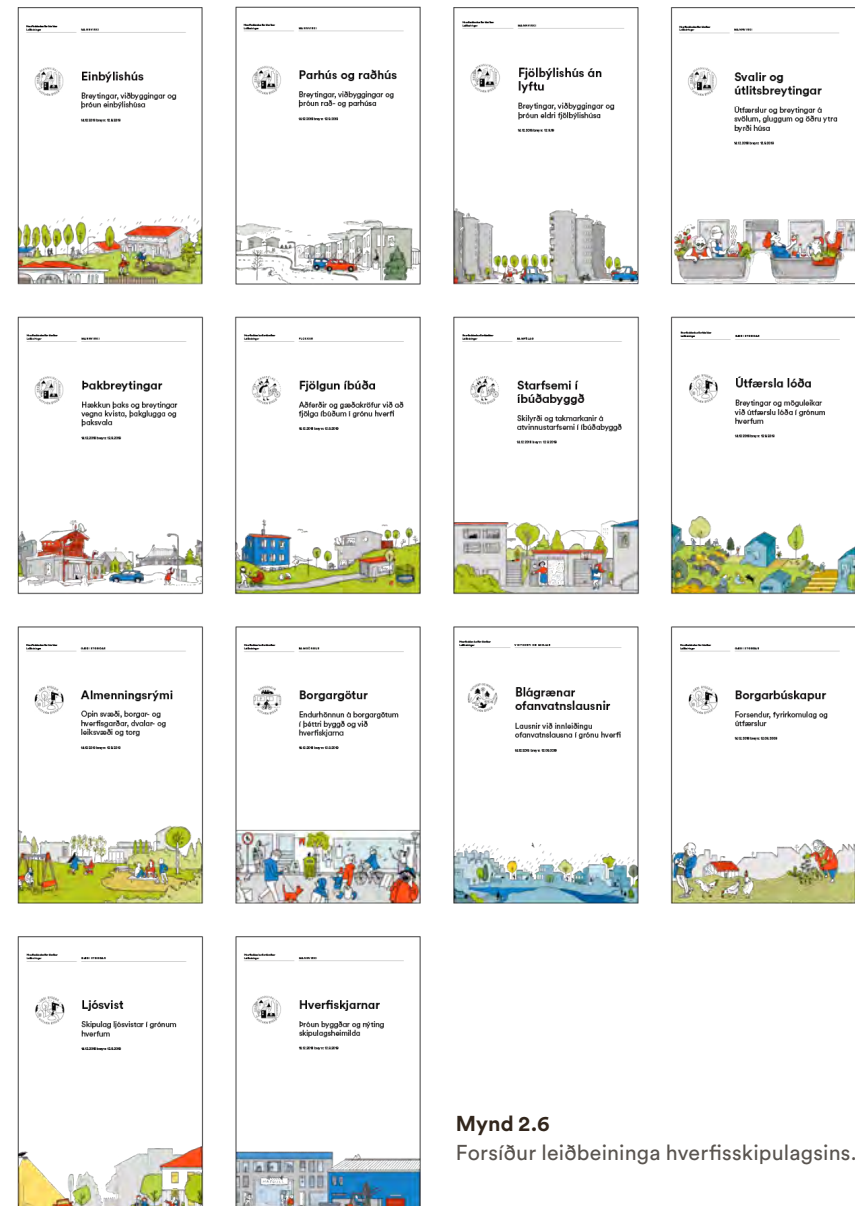 Einbýlishús
Breytingar, viðbyggingar og
þróun einbýlishúsa
Parhús og raðhús
Breytingar, viðbyggingar og
þróun rað- og parhúsa
Fjölbýlishús án
lyftu
Breytingar, viðbyggingar og
þróun eldri fjölbýlishúsa
Svalir og
útlitsbreytingar
Útfærslur og breytingar á
svölum, gluggum og öðru ytra
byrði húsa
Þakbreytingar
Hækkun þaks og breytingar
vegna kvista, þakglugga og
þaksvala
Fjölgun íbúða
Aðferðir og gæðakröfur við að
fjölga íbúðum í grónu hverfi
Starfsemi í
íbúðabyggð
Skilyrði og takmarkanir á
atvinnustarfsemi í íbúðabyggð
Útfærsla lóða
Breytingar og möguleikar
við útfærslu lóða í grónum
hverfum
Almenningsrými
Opin svæði, borgar- og
hverfisgarðar, dvalar- og
leiksvæði og torg
Borgargötur
Endurhönnun á borgargötum
í þéttri byggð og við
hverfiskjarna
Blágrænar
ofanvatnslausnir
Lausnir við innleiðingu
ofanvatnslausna í grónu hverfi
Borgarbúskapur
Forsendur, fyrirkomulag og
útfærslur
Ljósvist
Skipulag ljósvistar í grónum
hverfum
Hverfiskjarnar
Þróun byggðar og nýting
skipulagsheimilda
Mynd 2.6
Forsíður leiðbeininga hverfisskipulagsins.